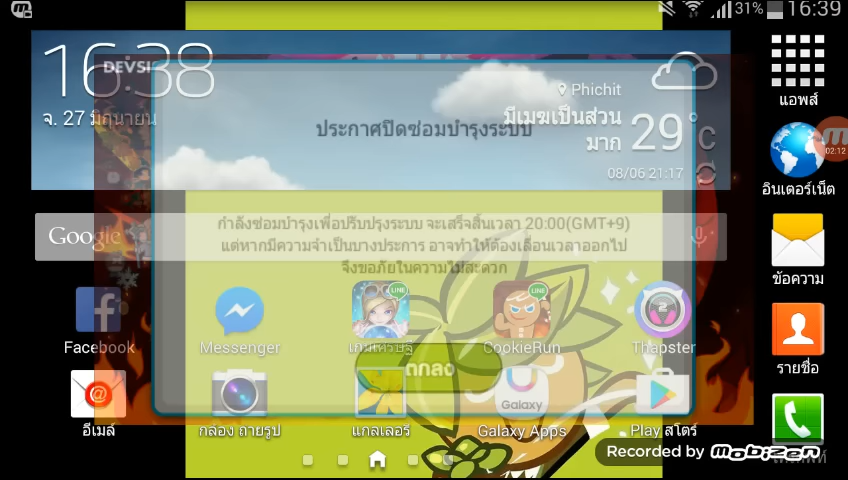 31% 16:39
16:38
DEVSI
จ. 27 มิถุนายน
Phichit
มีเมฆเป็นส่วน
มาก
29°C
08/06 21:17
ประกาศปิดซ่อมบำรุงระบบ
แอพส์
02:12
อินเตอร์เน็ต
Google
กำลังซ่อมบำรุงเพื่อปรับปรุงระบบ จะเสร็จสิ้นเวลา 20:00(GMT+9)
แต่หากมีความจำเป็นบางประการ อาจทำให้ต้องเลื่อนเวลาออกไป
จึงขอภัยในความไม่สะดวก
ข้อความ
LINE
LINE
Facebook
Messenger
เกมเศรษฐี
CookieRun
Thapster
รายชื่อ
ตกลง
Galaxy
อีเมล์
กล้อง ถ่ายรูป
แกลเลอรี่
Galaxy Apps
Play สโตร์
Recorded by mobizen